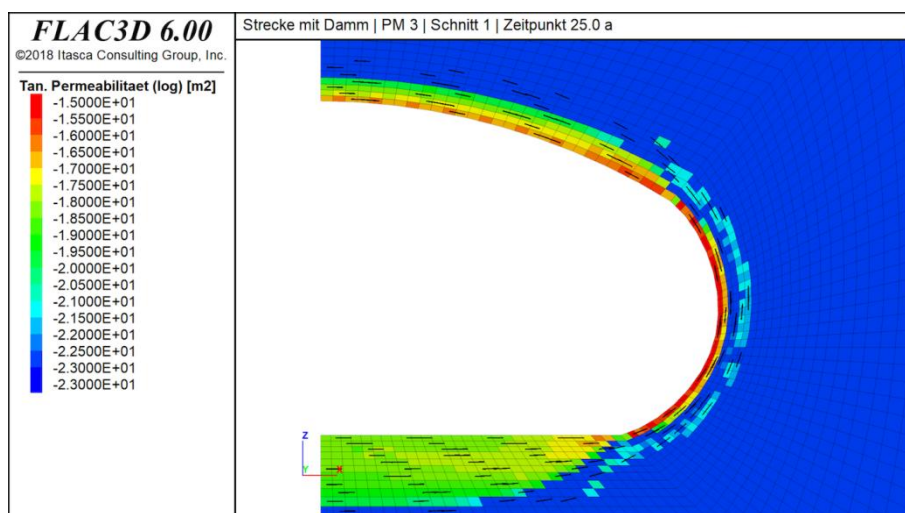 FLAC3D 6.00
©2018 Itasca Consulting Group, Inc.
Tan. Permeabilitaet (log) [m2]
-1.5000E+01
-1.5500E+01
-1.6000E+01
-1.6500E+01
-1.7000E+01
-1.7500E+01
-1.8000E+01
-1.8500E+01
-1.9000E+01
-1.9500E+01
-2.0000E+01
-2.0500E+01
-2.1000E+01
-2.2000E+01
-2.2500E+01
-2.3000E+01
-2.3000E+01
Strecke mit Damm | PM 3 | Schnitt 1 | Zeitpunkt 25.0 a
Z
Y
X